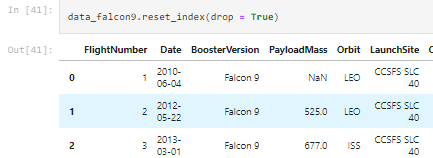 In [41]: data_falcon9.reset_index(drop = True)
Out[41]:
FlightNumber Date BoosterVersion PayloadMass Orbit LaunchSite
0 1 2010-06-04 Falcon 9 NaN LEO CCSFS SLC 40
1 2 2012-05-22 Falcon 9 525.0 LEO CCSFS SLC 40
2 3 2013-03-01 Falcon 9 677.0 ISS CCSFS SLC 40